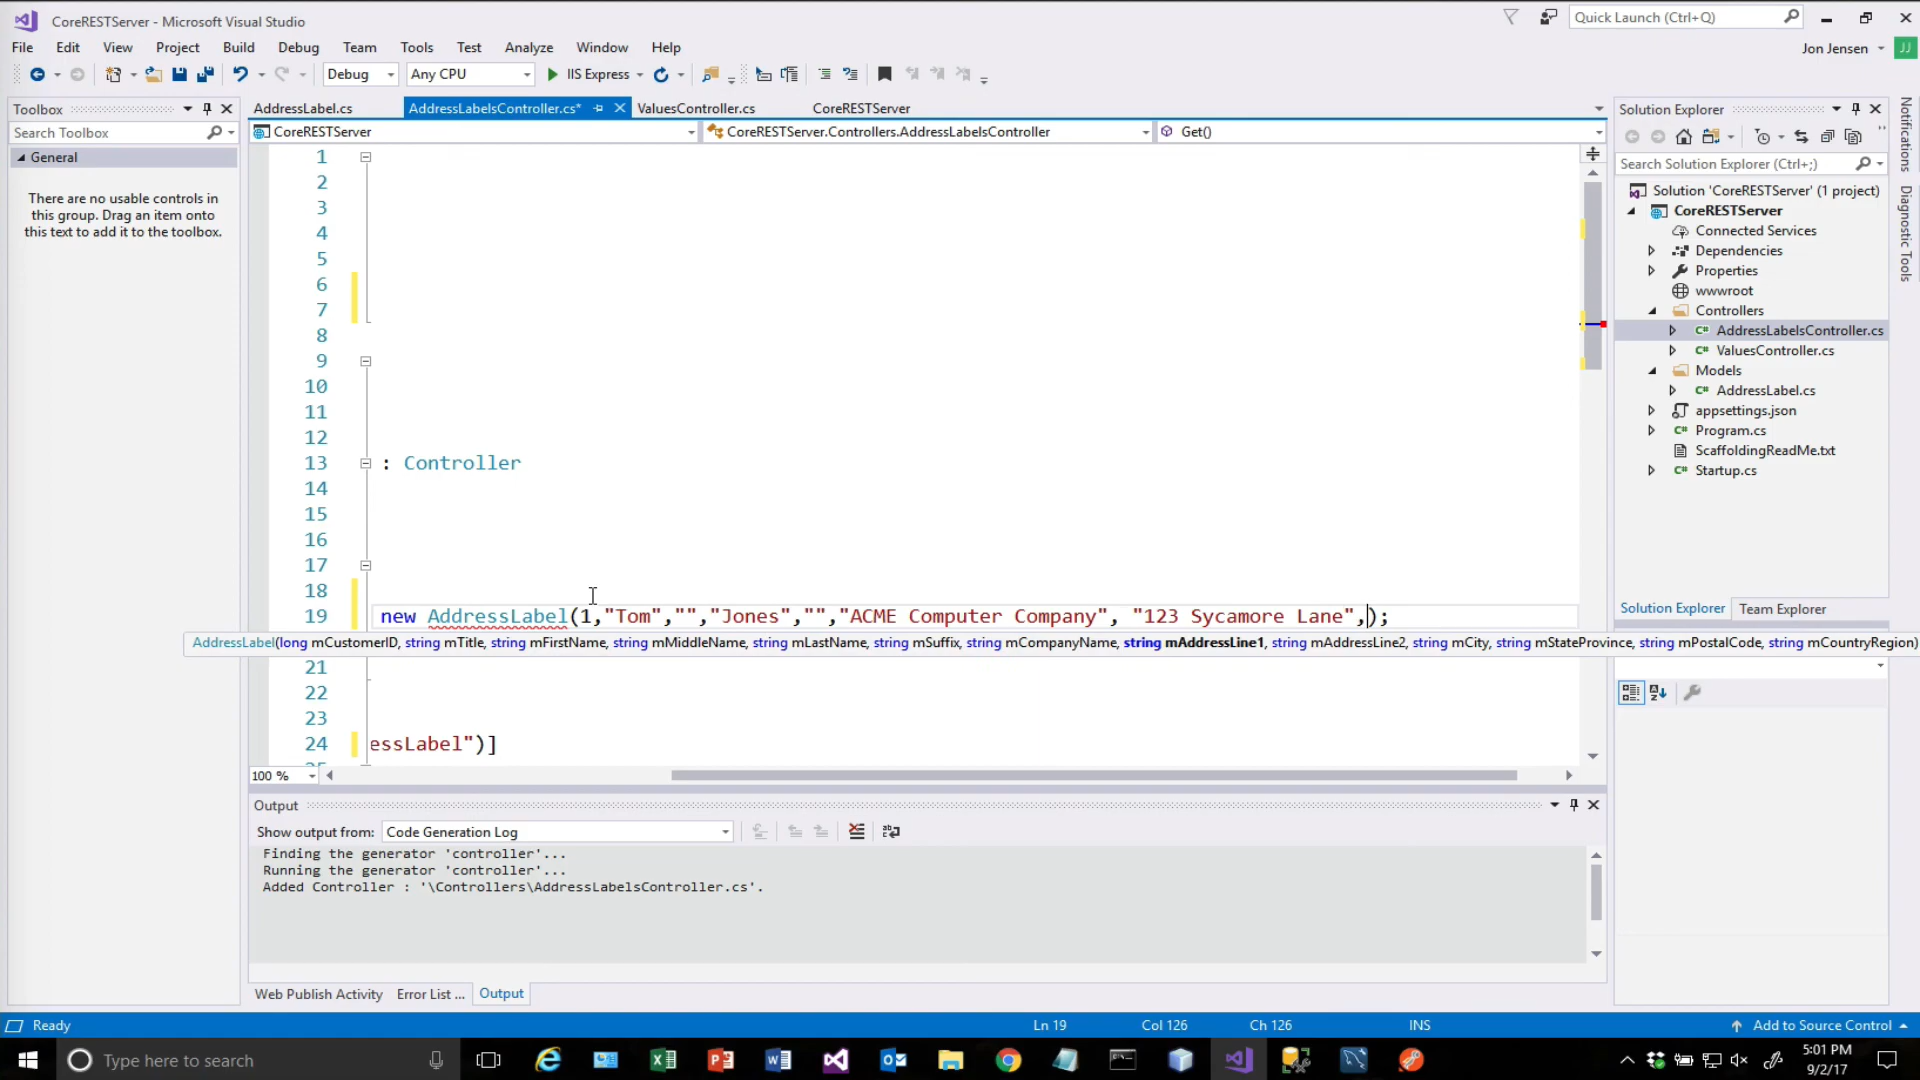 CoreRESTServer - Microsoft Visual Studio
Quick Launch (Ctrl+Q)
File Edit View Project Build Debug Team Tools Test Analyze Window Help
Jon Jensen JJ
Debug Any CPU IIS Express
Toolbox
AddressLabel.cs AddressLabelsController.cs* ValuesController.cs CoreRESTServer
Solution Explorer
Search Toolbox
CoreRESTServer CoreRESTServer.Controllers.AddressLabelsController Get()
General
There are no usable controls in
this group. Drag an item onto
this text to add it to the toolbox.
1
2
3
4
5
6
7
8
9
10
11
12
13 : Controller
14
15
16
17
18
19 new AddressLabel(1,"Tom","","Jones","","ACME Computer Company", "123 Sycamore Lane",);
AddressLabel(long mCustomerID, string mTitle, string mFirstName, string mMiddleName, string mLastName, string mSuffix, string mCompanyName, string mAddressLine1, string mAddressLine2, string mCity, string mStateProvince, string mPostalCode, string mCountryRegion)
21
22
23
24 essLabel")]
100 %
Search Solution Explorer (Ctrl+;)
Solution 'CoreRESTServer' (1 project)
CoreRESTServer
Connected Services
Dependencies
Properties
wwwroot
Controllers
C# AddressLabelsController.cs
C# ValuesController.cs
Models
C# AddressLabel.cs
appsettings.json
C# Program.cs
ScaffoldingReadMe.txt
C# Startup.cs
Solution Explorer Team Explorer
Notifications
Diagnostic Tools
Output
Show output from: Code Generation Log
Finding the generator 'controller'...
Running the generator 'controller'...
Added Controller : '\Controllers\AddressLabelsController.cs'.
Web Publish Activity Error List ... Output
Ready Ln 19 Col 126 Ch 126 INS Add to Source Control
Type here to search
5:01 PM
9/2/17